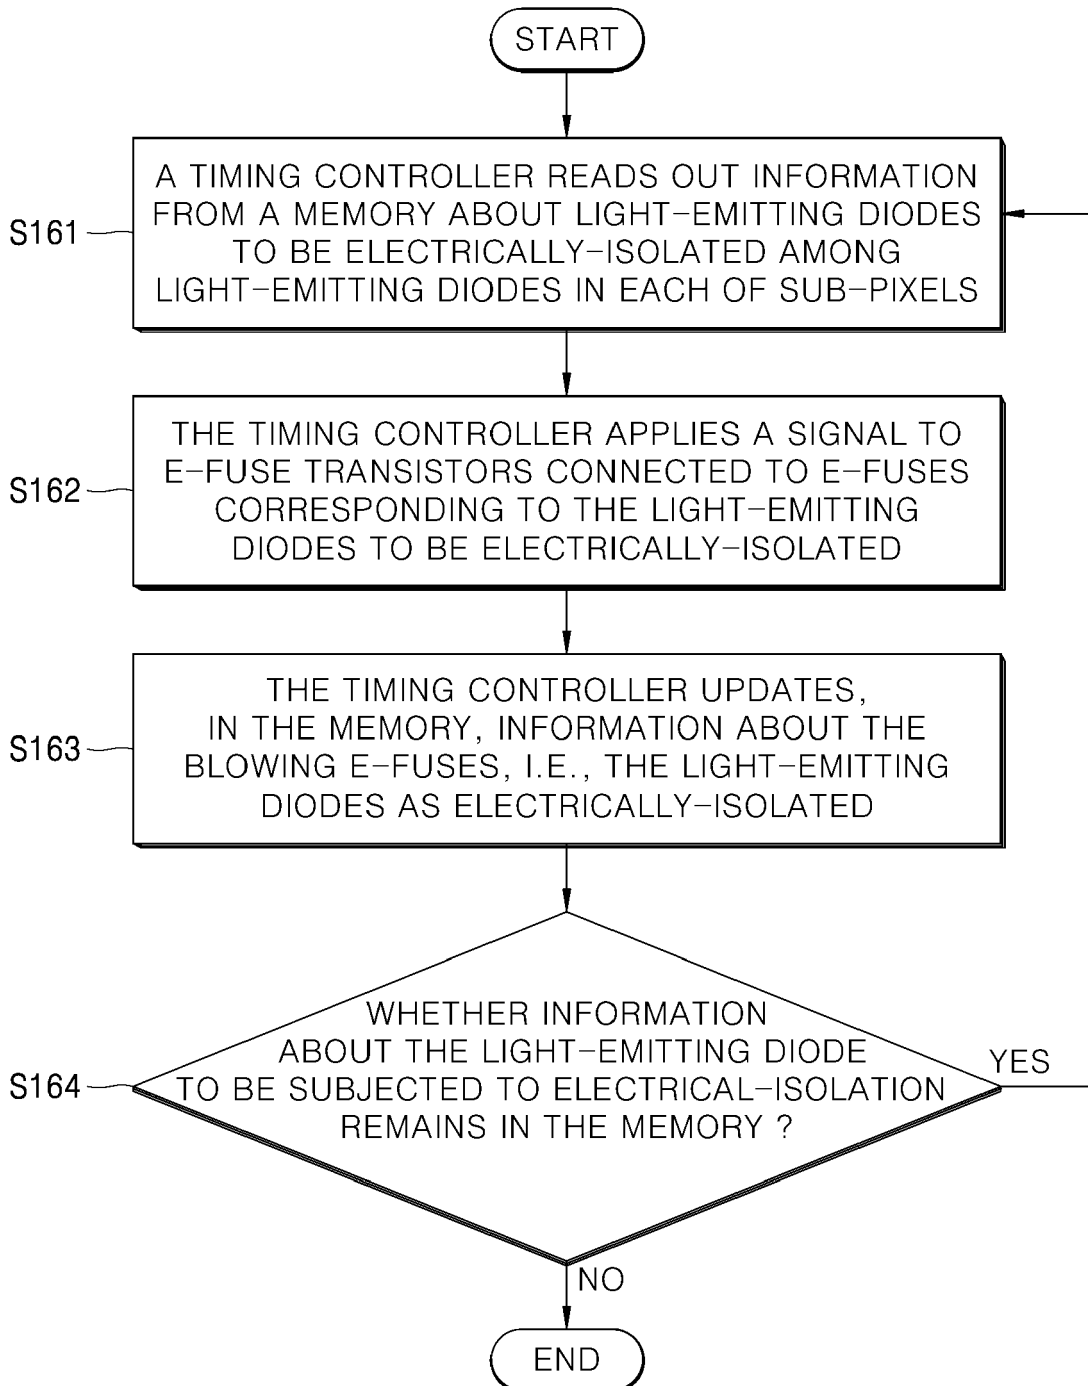 START
S161
A TIMING CONTROLLER READS OUT INFORMATION
FROM A MEMORY ABOUT LIGHT-EMITTING DIODES
TO BE ELECTRICALLY-ISOLATED AMONG
LIGHT-EMITTING DIODES IN EACH OF SUB-PIXELS
S162
THE TIMING CONTROLLER APPLIES A SIGNAL TO
E-FUSE TRANSISTORS CONNECTED TO E-FUSES
CORRESPONDING TO THE LIGHT-EMITTING
DIODES TO BE ELECTRICALLY-ISOLATED
S163
THE TIMING CONTROLLER UPDATES,
IN THE MEMORY, INFORMATION ABOUT THE
BLOWING E-FUSES, I.E., THE LIGHT-EMITTING
DIODES AS ELECTRICALLY-ISOLATED
S164
WHETHER INFORMATION
ABOUT THE LIGHT-EMITTING DIODE
TO BE SUBJECTED TO ELECTRICAL-ISOLATION
REMAINS IN THE MEMORY ?
YES
NO
END